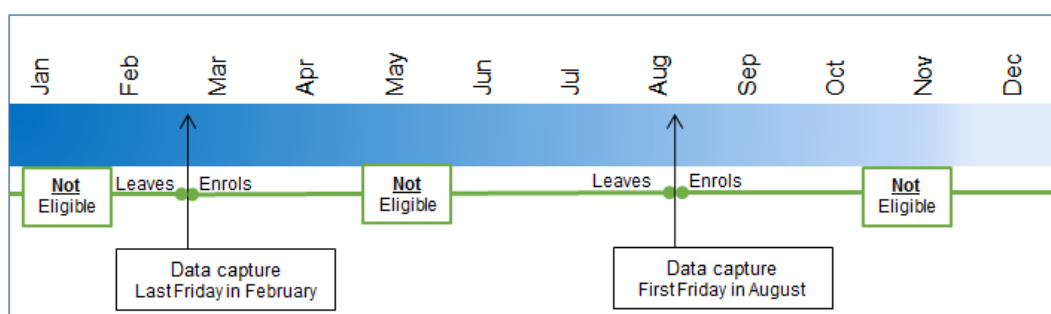 Jan
Feb
Mar
Apr
May
Jun
Jul
Aug
Sep
Oct
Nov
Dec
Not
Eligible
Leaves
Enrols
Not
Eligible
Leaves
Enrols
Not
Eligible
Data capture
Last Friday in February
Data capture
First Friday in August